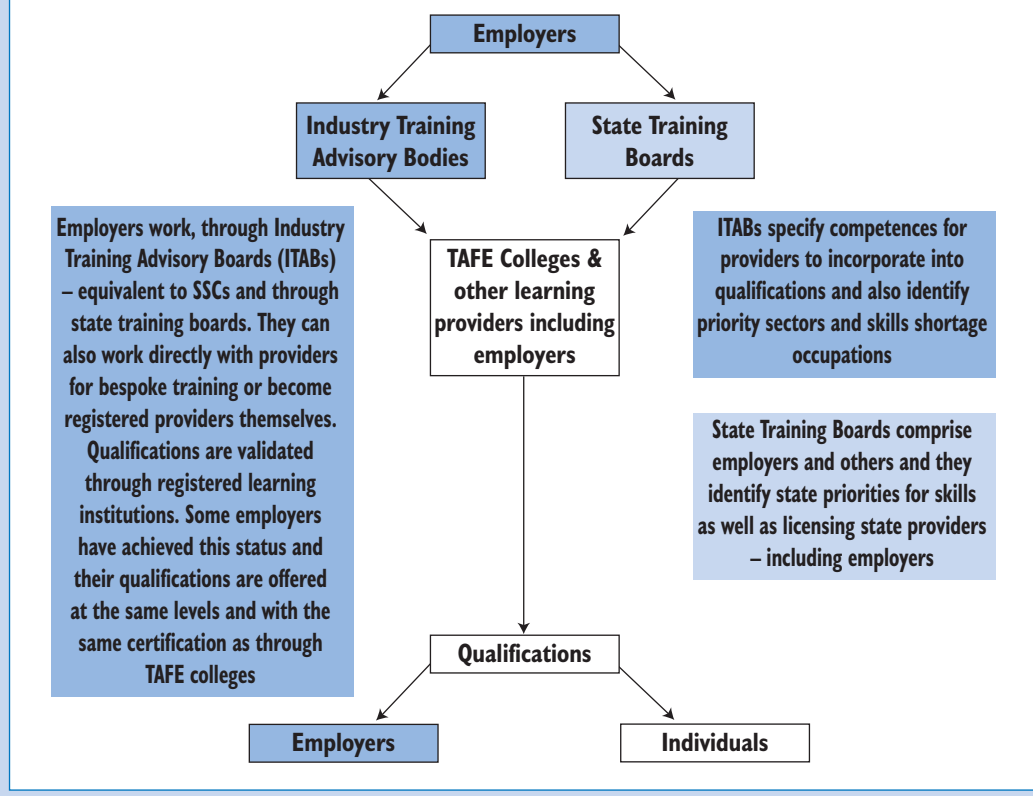 Employers
Industry Training
Advisory Bodies
State Training
Boards
Employers work, through Industry
Training Advisory Boards (ITABs)
– equivalent to SSCs and through
state training boards. They can
also work directly with providers
for bespoke training or become
registered providers themselves.
Qualifications are validated
through registered learning
institutions. Some employers
have achieved this status and
their qualifications are offered
at the same levels and with the
same certification as through
TAFE colleges
TAFE Colleges &
other learning
providers including
employers
ITABs specify competences for
providers to incorporate into
qualifications and also identify
priority sectors and skills shortage
occupations
State Training Boards comprise
employers and others and they
identify state priorities for skills
as well as licensing state providers
– including employers
Qualifications
Employers
Individuals